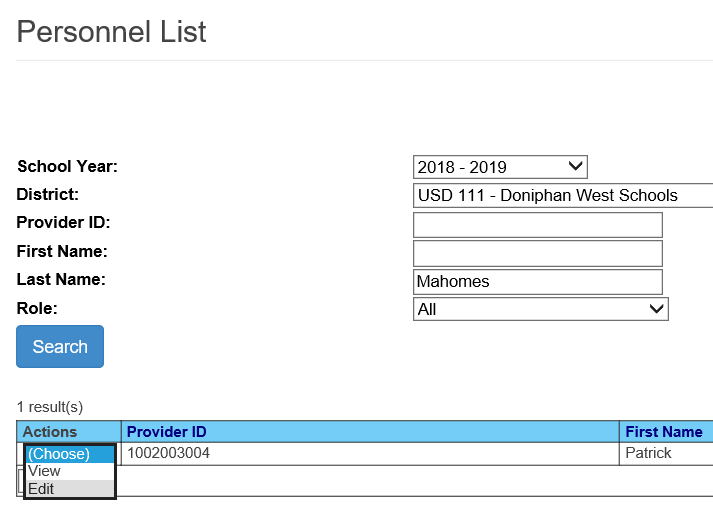 Personnel List
School Year: 2018 - 2019
District: USD 111 - Doniphan West Schools
Provider ID:
First Name:
Last Name: Mahomes
Role: All
Search
1 result(s)
Actions Provider ID First Name
(Choose) 1002003004 Patrick
View
Edit